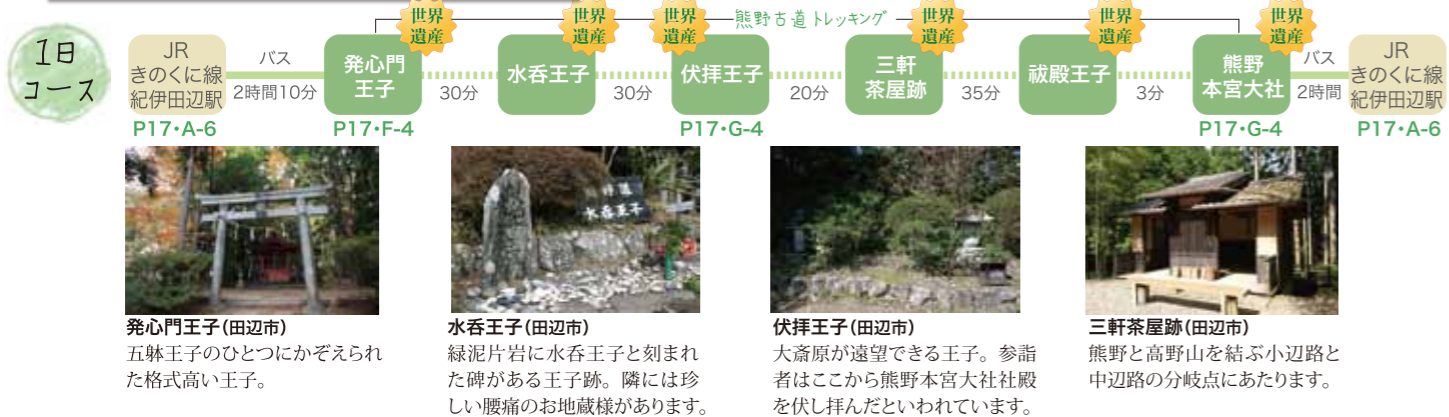 1日
コース
熊野古道トレッキング
JR
きのくに線
紀伊田辺駅
P17・A-6
バス
2時間10分
世界
遺産
発心門
王子
P17・F-4
30分
世界
遺産
水呑王子
30分
世界
遺産
伏拝王子
P17・G-4
20分
世界
遺産
三軒
茶屋跡
35分
世界
遺産
祓殿王子
3分
世界
遺産
熊野
本宮大社
P17・G-4
バス
2時間
JR
きのくに線
紀伊田辺駅
P17・A-6
発心門王子(田辺市)
五躰王子のひとつにかぞえられ
た格式高い王子。
水呑王子
水呑王子(田辺市)
緑泥片岩に水呑王子と刻まれ
た碑がある王子跡。隣には珍
しい腰痛のお地蔵様があります。
伏拝王子(田辺市)
大斎原が遠望できる王子。参詣
者はここから熊野本宮大社社殿
を伏し拝んだといわれています。
三軒茶屋跡(田辺市)
熊野と高野山を結ぶ小辺路と
中辺路の分岐点にあたります。